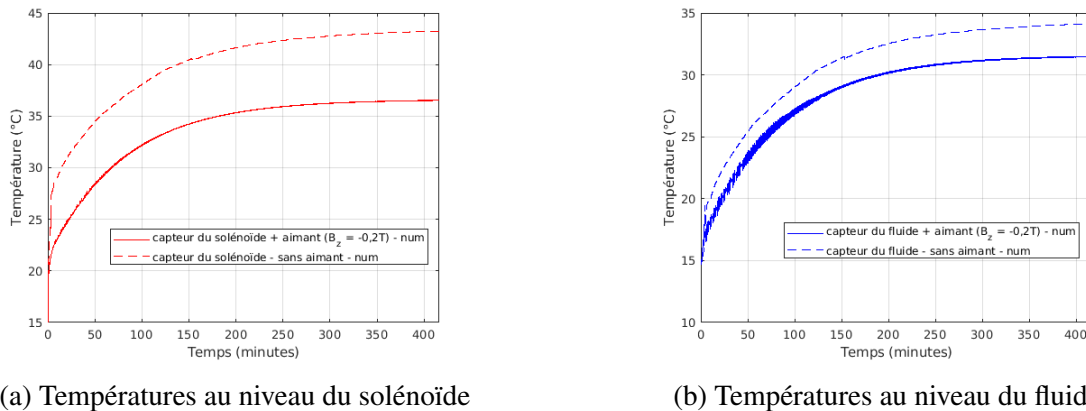 45
40
35
30
25
20
15
Température (°C)
0 50 100 150 200 250 300 350 400
Temps (minutes)
capteur du solénoïde + aimant (B_z = -0,2T) - num
capteur du solénoïde - sans aimant - num
35
30
25
20
15
10
Température (°C)
0 50 100 150 200 250 300 350 400
Temps (minutes)
capteur du fluide + aimant (B_z = -0,2T) - num
capteur du fluide - sans aimant - num
(a) Températures au niveau du solénoïde
(b) Températures au niveau du fluid